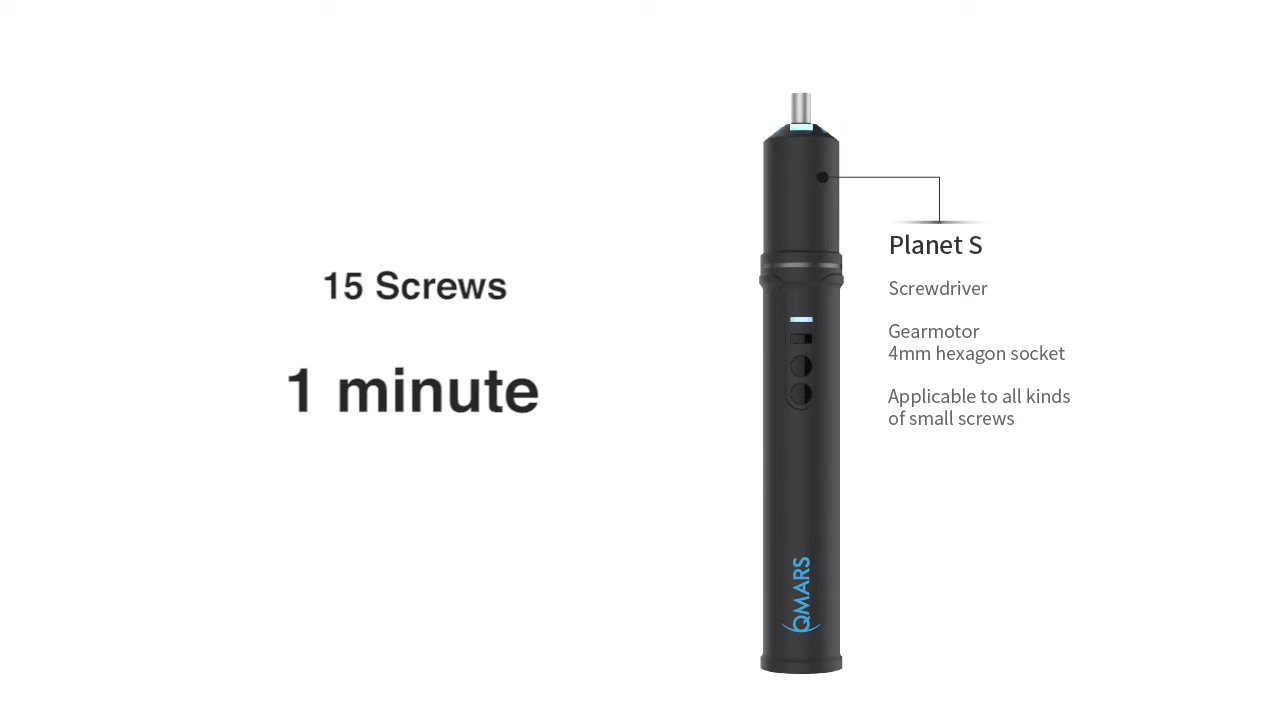 15 Screws
1 minute
Planet S
Screwdriver
Gearmotor
4mm hexagon socket
Applicable to all kinds
of small screws
QMARS